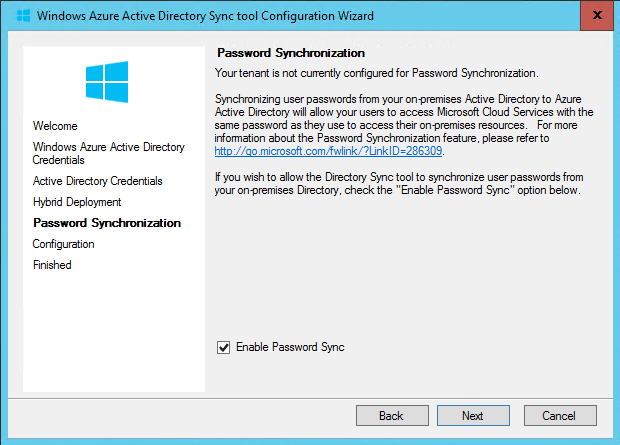 Windows Azure Active Directory Sync tool Configuration Wizard
x
Password Synchronization
Your tenant is not currently configured for Password Synchronization.
Synchronizing user passwords from your on-premises Active Directory to Azure
Active Directory will allow your users to access Microsoft Cloud Services with the
same password as they use to access their on-premises resources. For more
information about the Password Synchronization feature, please refer to
http://go.microsoft.com/fwlink/?LinkID=286309.
If you wish to allow the Directory Sync tool to synchronize user passwords from
your on-premises Directory, check the "Enable Password Sync" option below.
Welcome
Windows Azure Active Directory
Credentials
Active Directory Credentials
Hybrid Deployment
Password Synchronization
Configuration
Finished
Enable Password Sync
Back
Next
Cancel